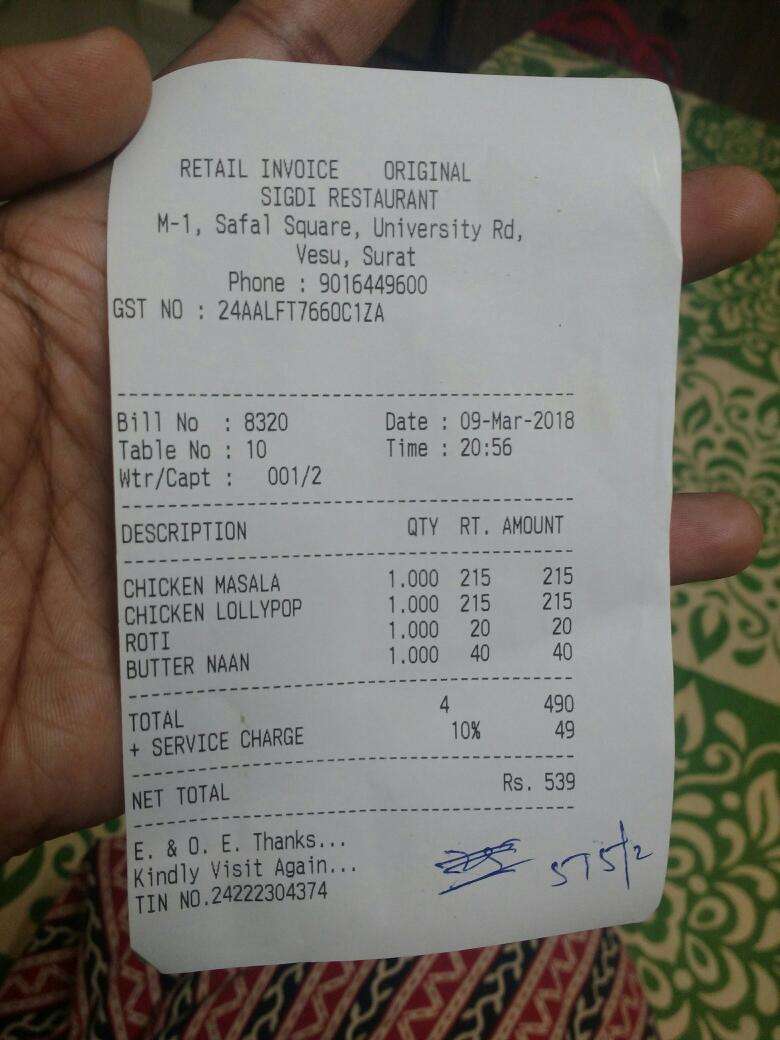 RETAIL INVOICE ORIGINAL
SIGDI RESTAURANT
M-1, Safal Square, University Rd,
Vesu, Surat
Phone : 9016449600
GST NO : 24AALFT7660C1ZA
Bill No : 8320 Date : 09-Mar-2018
Table No : 10 Time : 20:56
Wtr/Capt : 001/2
DESCRIPTION QTY RT. AMOUNT
CHICKEN MASALA 1.000 215 215
CHICKEN LOLLYPOP 1.000 215 215
ROTI 1.000 20 20
BUTTER NAAN 1.000 40 40
TOTAL 4 490
+ SERVICE CHARGE 10% 49
NET TOTAL Rs. 539
E. & O. E. Thanks...
Kindly Visit Again...
TIN NO.24222304374